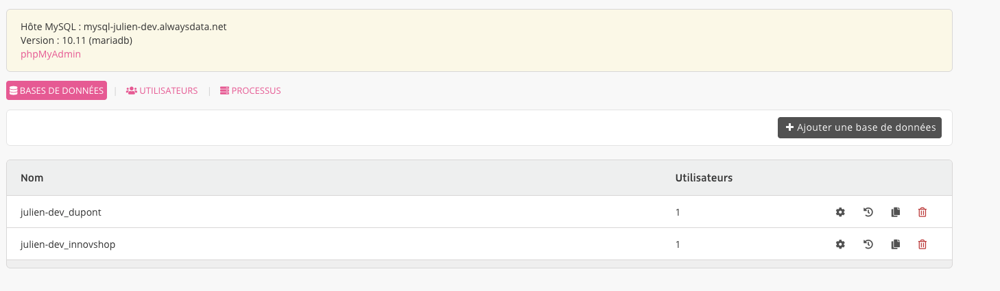 Hôte MySQL : mysql-julien-dev.alwaysdata.net
Version : 10.11 (mariadb)
phpMyAdmin
BASES DE DONNÉES | UTILISATEURS | PROCESSUS
Ajouter une base de données
Nom Utilisateurs
julien-dev_dupont 1
julien-dev_innovshop 1